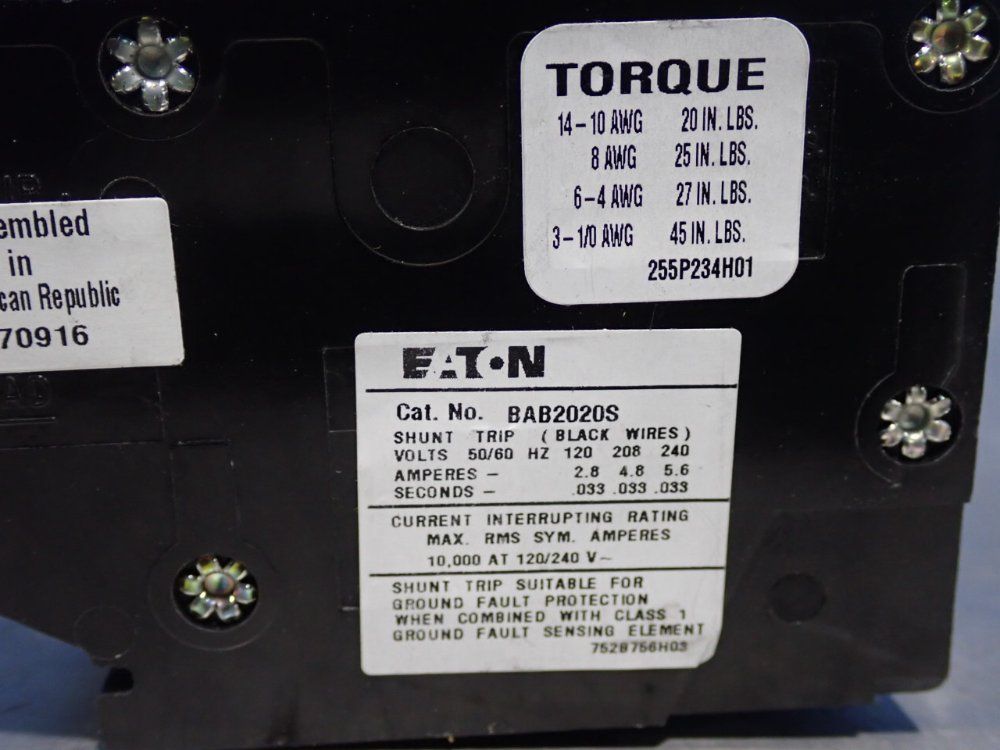 TORQUE
14-10 AWG 20 IN. LBS.
8 AWG 25 IN. LBS.
6-4 AWG 27 IN. LBS.
3-1/0 AWG 45 IN. LBS.
255P234H01
embled
in
can Republic
70916
EATON
Cat. No. BAB2020S
SHUNT TRIP (BLACK WIRES)
VOLTS 50/60 HZ 120 208 240
AMPERES - 2.8 4.8 5.6
SECONDS - .033 .033 .033
CURRENT INTERRUPTING RATING
MAX. RMS SYM. AMPERES
10,000 AT 120/240 V~
SHUNT TRIP SUITABLE FOR
GROUND FAULT PROTECTION
WHEN COMBINED WITH CLASS 1
GROUND FAULT SENSING ELEMENT
752B756H03